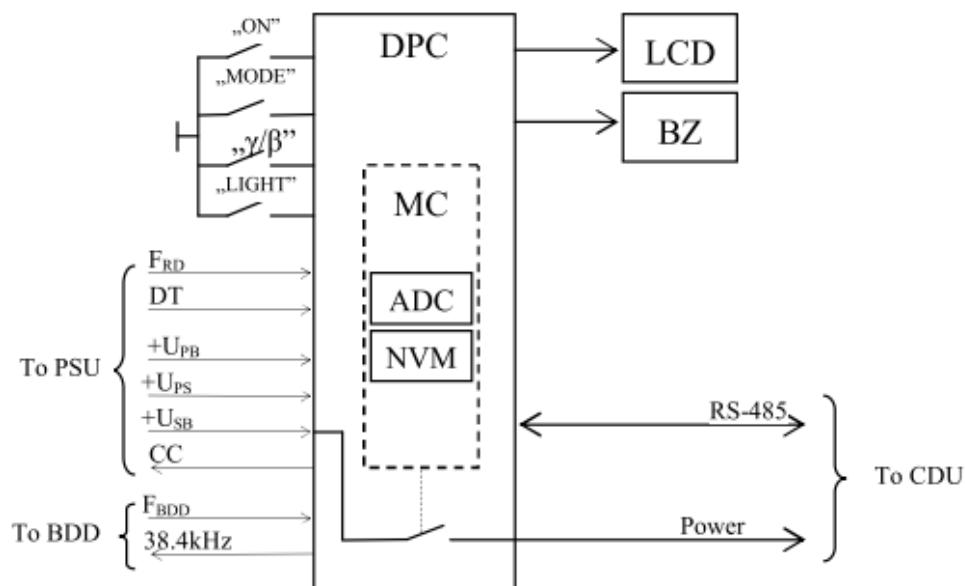 „ON”
„MODE”
„γ/β”
„LIGHT”
DPC
LCD
BZ
MC
ADC
NVM
To PSU
F_RD
DT
+U_PB
+U_PS
+U_SB
CC
To BDD
F_BDD
38.4kHz
RS-485
Power
To CDU